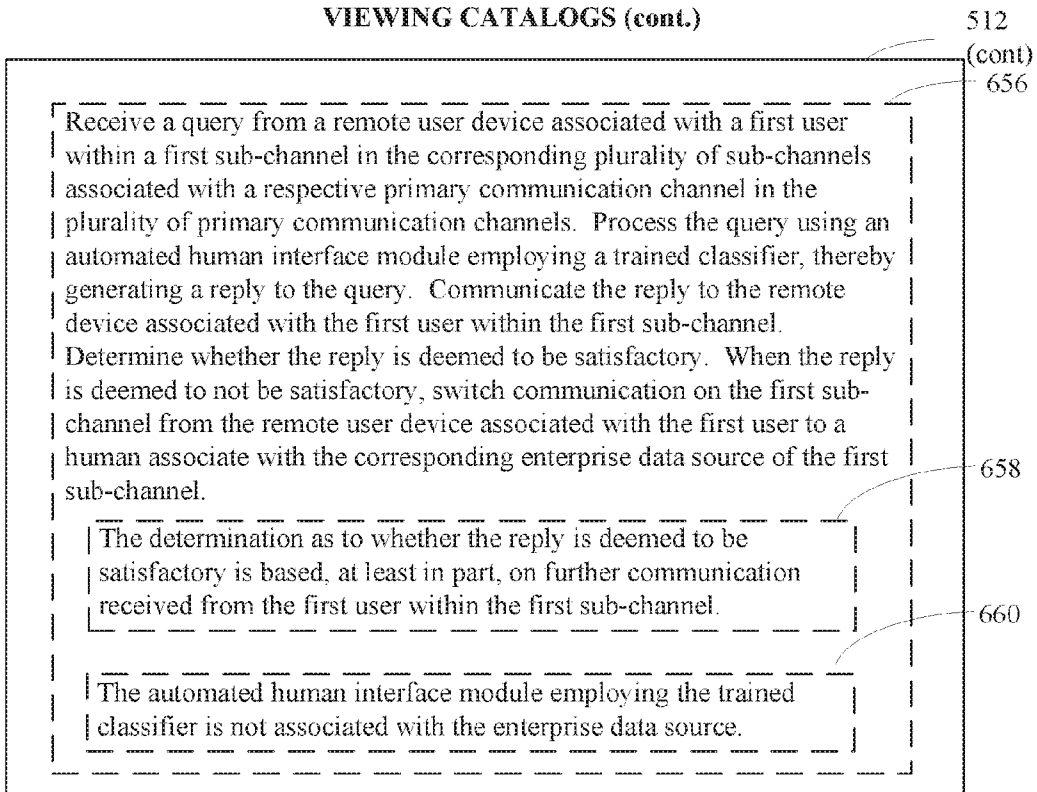 VIEWING CATALOGS (cont.)
512
(cont)
656
Receive a query from a remote user device associated with a first user
within a first sub-channel in the corresponding plurality of sub-channels
associated with a respective primary communication channel in the
plurality of primary communication channels.  Process the query using an
automated human interface module employing a trained classifier, thereby
generating a reply to the query.  Communicate the reply to the remote
device associated with the first user within the first sub-channel.
Determine whether the reply is deemed to be satisfactory.  When the reply
is deemed to not be satisfactory, switch communication on the first sub-
channel from the remote user device associated with the first user to a
human associate with the corresponding enterprise data source of the first
sub-channel.
658
The determination as to whether the reply is deemed to be
satisfactory is based, at least in part, on further communication
received from the first user within the first sub-channel.
660
The automated human interface module employing the trained
classifier is not associated with the enterprise data source.